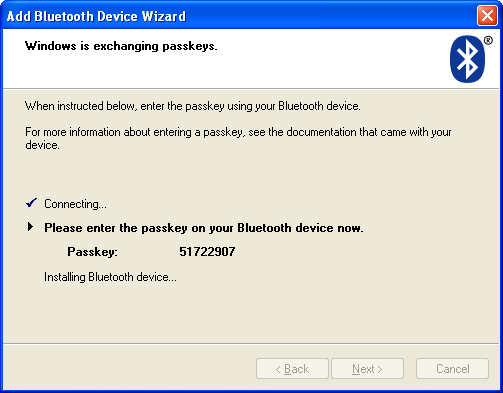 Add Bluetooth Device Wizard
Windows is exchanging passkeys.
®
When instructed below, enter the passkey using your Bluetooth device.
For more information about entering a passkey, see the documentation that came with your
device.
Connecting...
Please enter the passkey on your Bluetooth device now.
Passkey: 51722907
Installing Bluetooth device...
< Back Next > Cancel